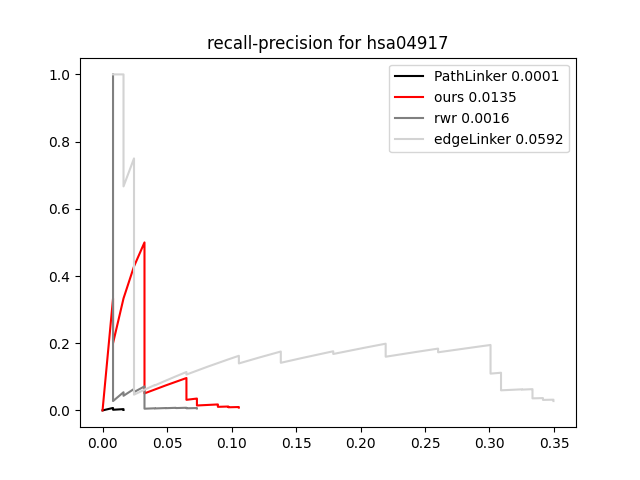 recall-precision for hsa04917
PathLinker 0.0001
ours 0.0135
rwr 0.0016
edgeLinker 0.0592
1.0
0.8
0.6
0.4
0.2
0.0
0.00 0.05 0.10 0.15 0.20 0.25 0.30 0.35